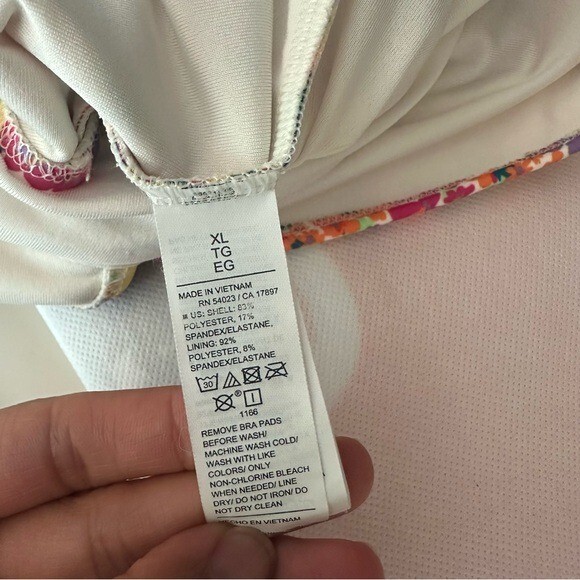 XL
TG
EG
MADE IN VIETNAM
RN 54023 / CA 17897
US: SHELL: 83%
POLYESTER, 17%
SPANDEX/ELASTANE,
LINING: 92%
POLYESTER, 8%
SPANDEX/ELASTANE
30
1166
REMOVE BRA PADS
BEFORE WASH/
MACHINE WASH COLD/
WASH WITH LIKE
COLORS/ ONLY
NON-CHLORINE BLEACH
WHEN NEEDED/ LINE
DRY/ DO NOT IRON/ DO
NOT DRY CLEAN
HECHO EN VIETNAM